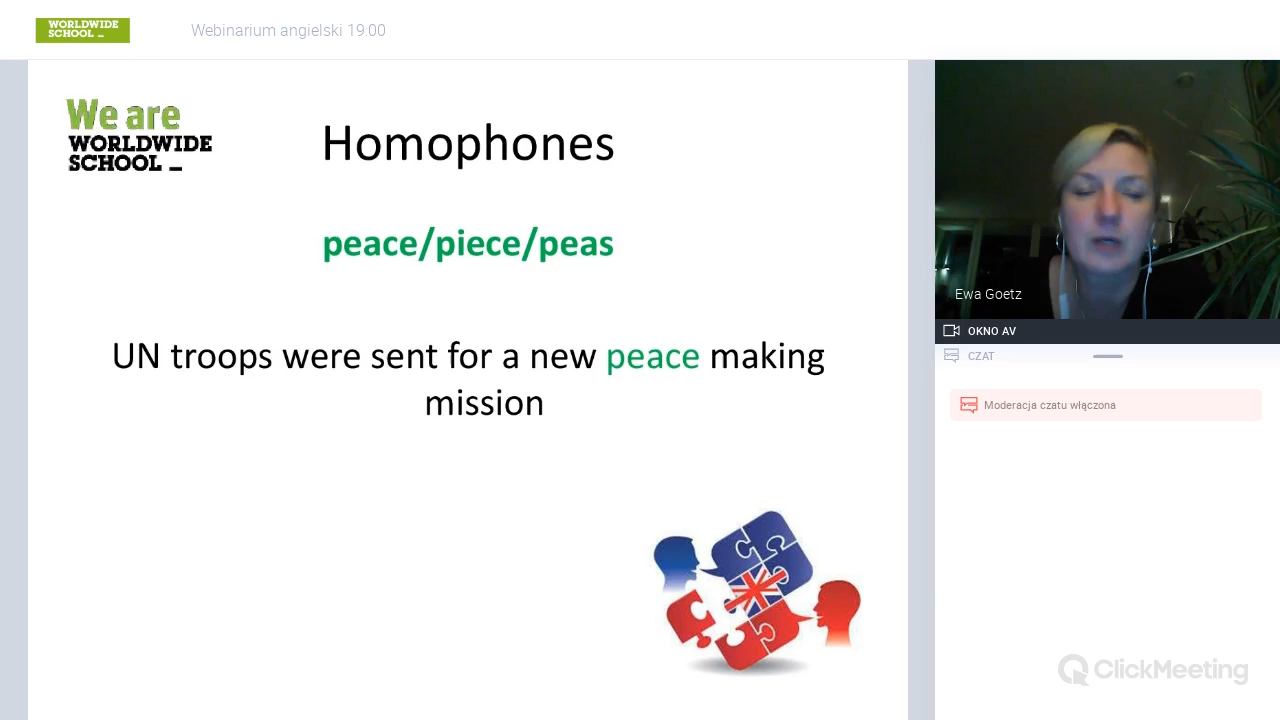 WORLDWIDE
SCHOOL _
Webinarium angielski 19:00
We are
WORLDWIDE
SCHOOL _
Homophones
peace/piece/peas
UN troops were sent for a new peace making
mission
Ewa Goetz
OKNO AV
CZAT
Moderacja czatu włączona
ClickMeeting